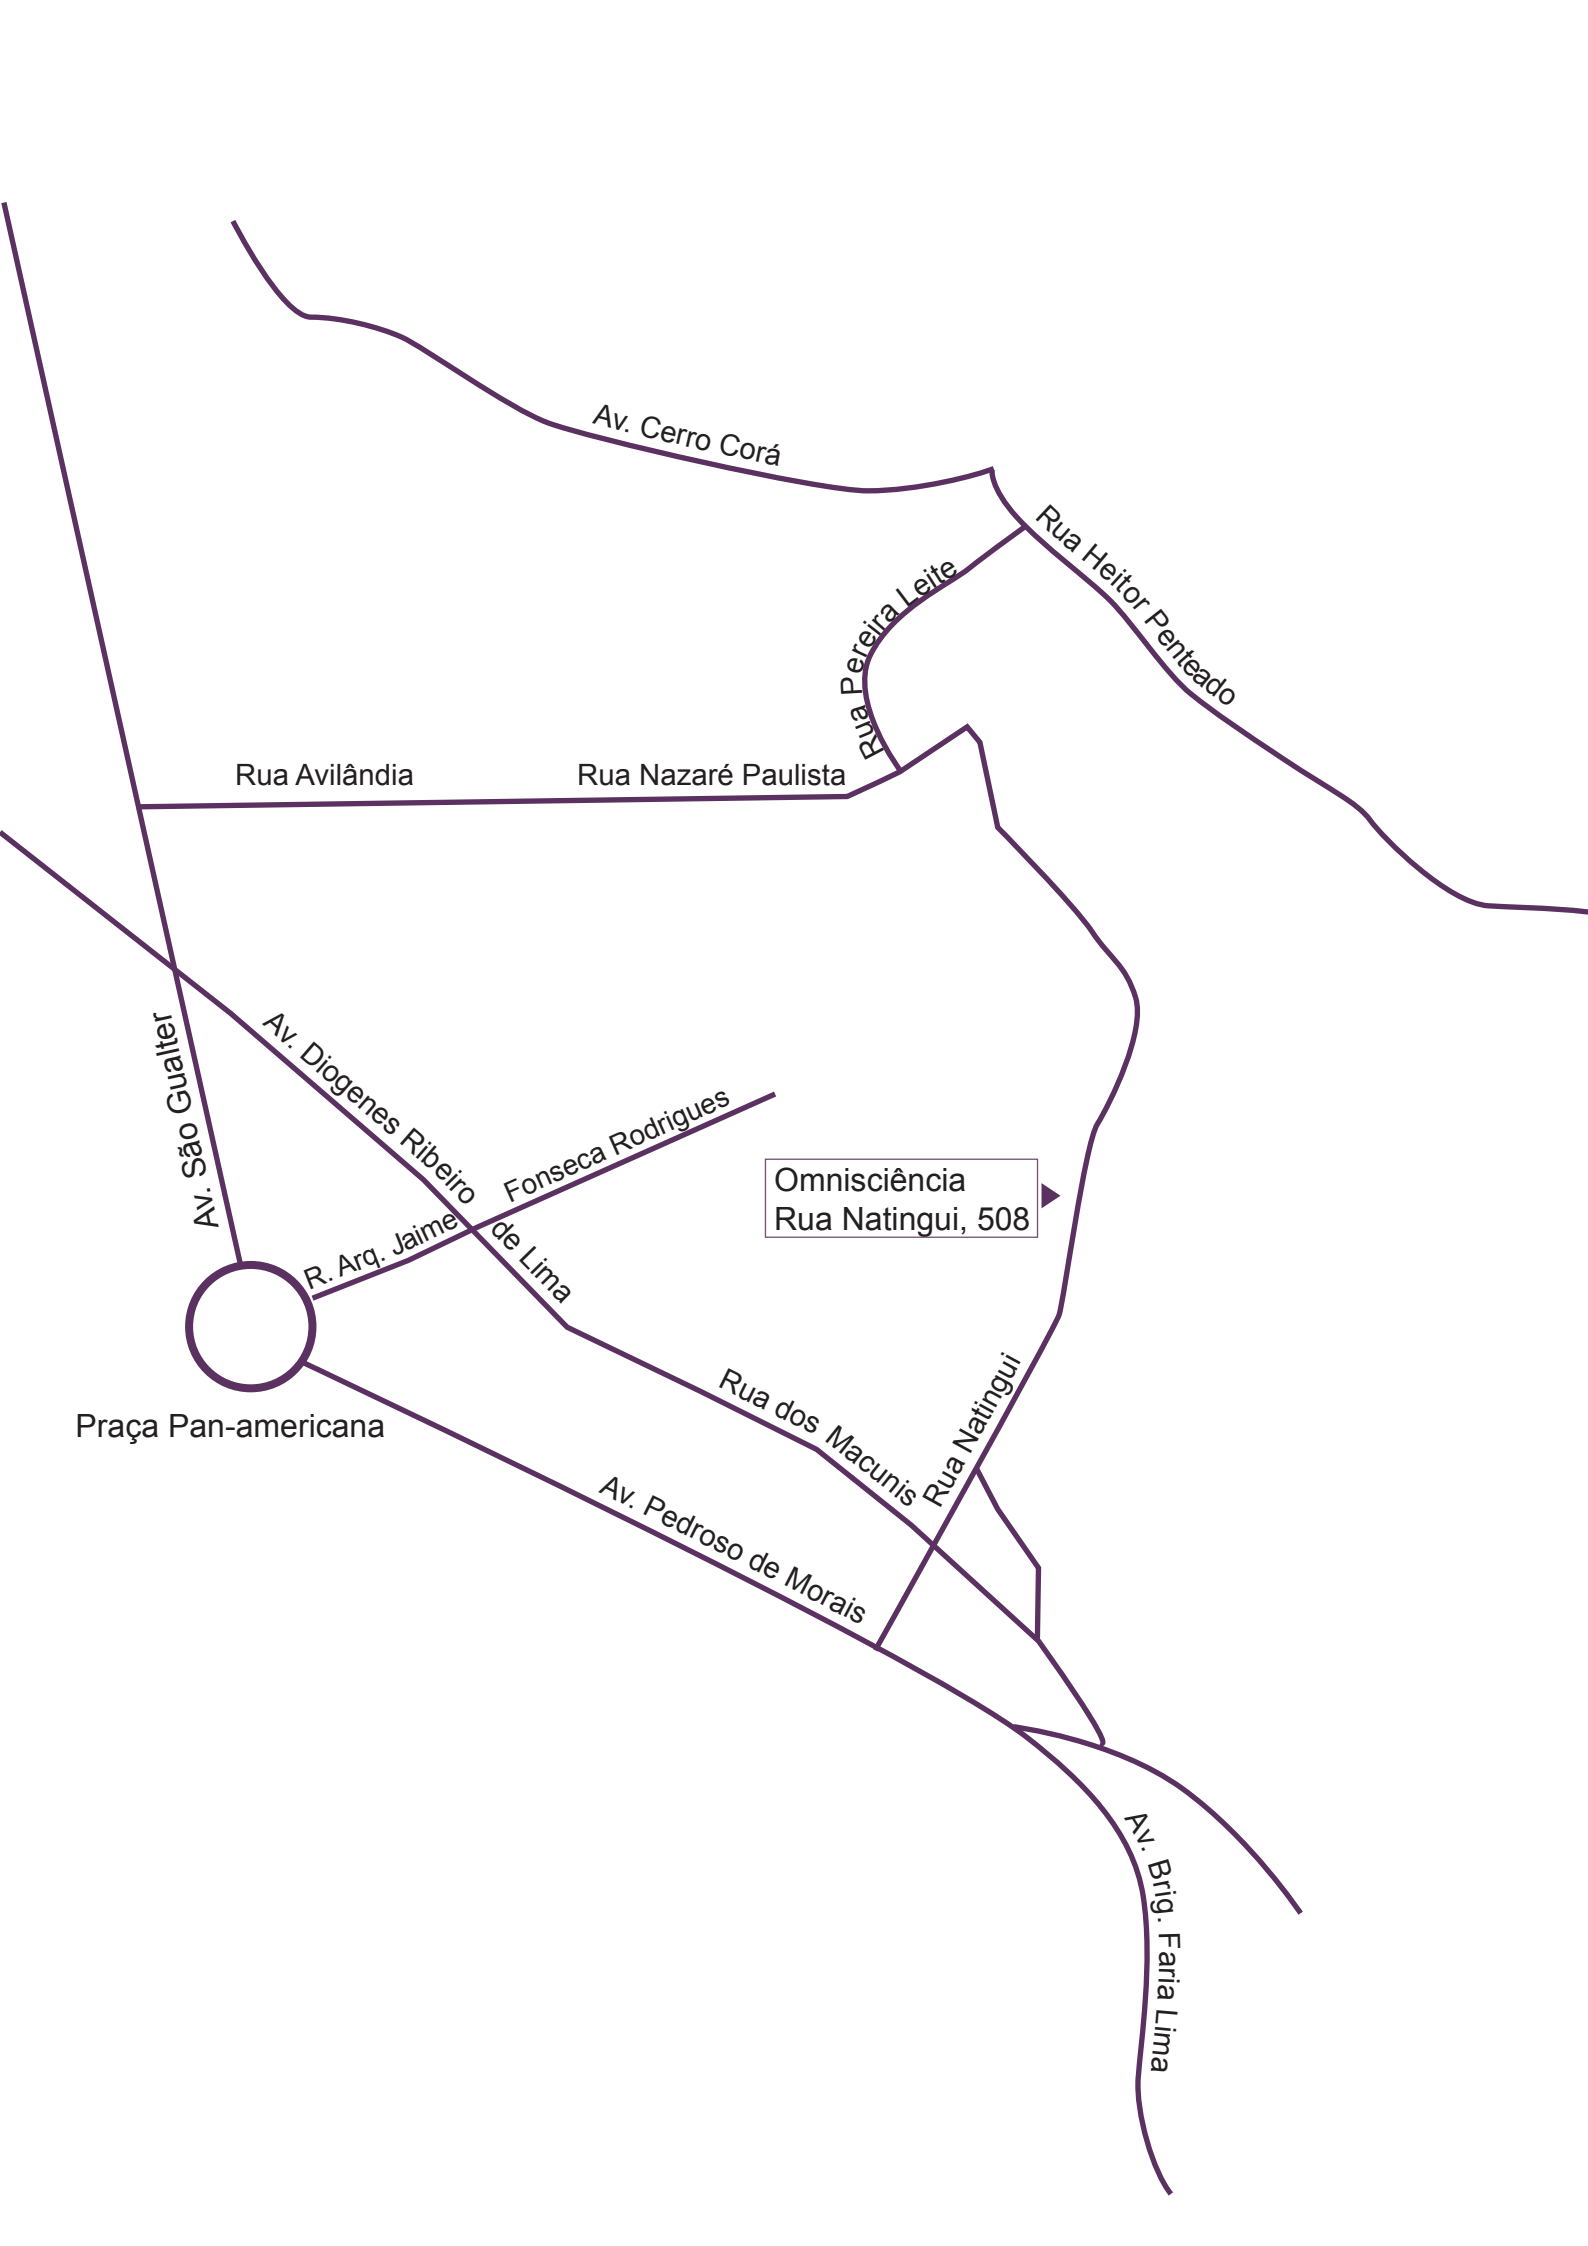 Av. Cerro Corá
Rua Heitor Penteado
Rua Pereira Leite
Rua Avilândia
Rua Nazaré Paulista
Av. São Gualter
Av. Diogenes Ribeiro de Lima
R. Arq. Jaime Fonseca Rodrigues
Omnisciência
Rua Natingui, 508
Praça Pan-americana
Rua dos Macunis
Rua Natingui
Av. Pedroso de Morais
Av. Brig. Faria Lima